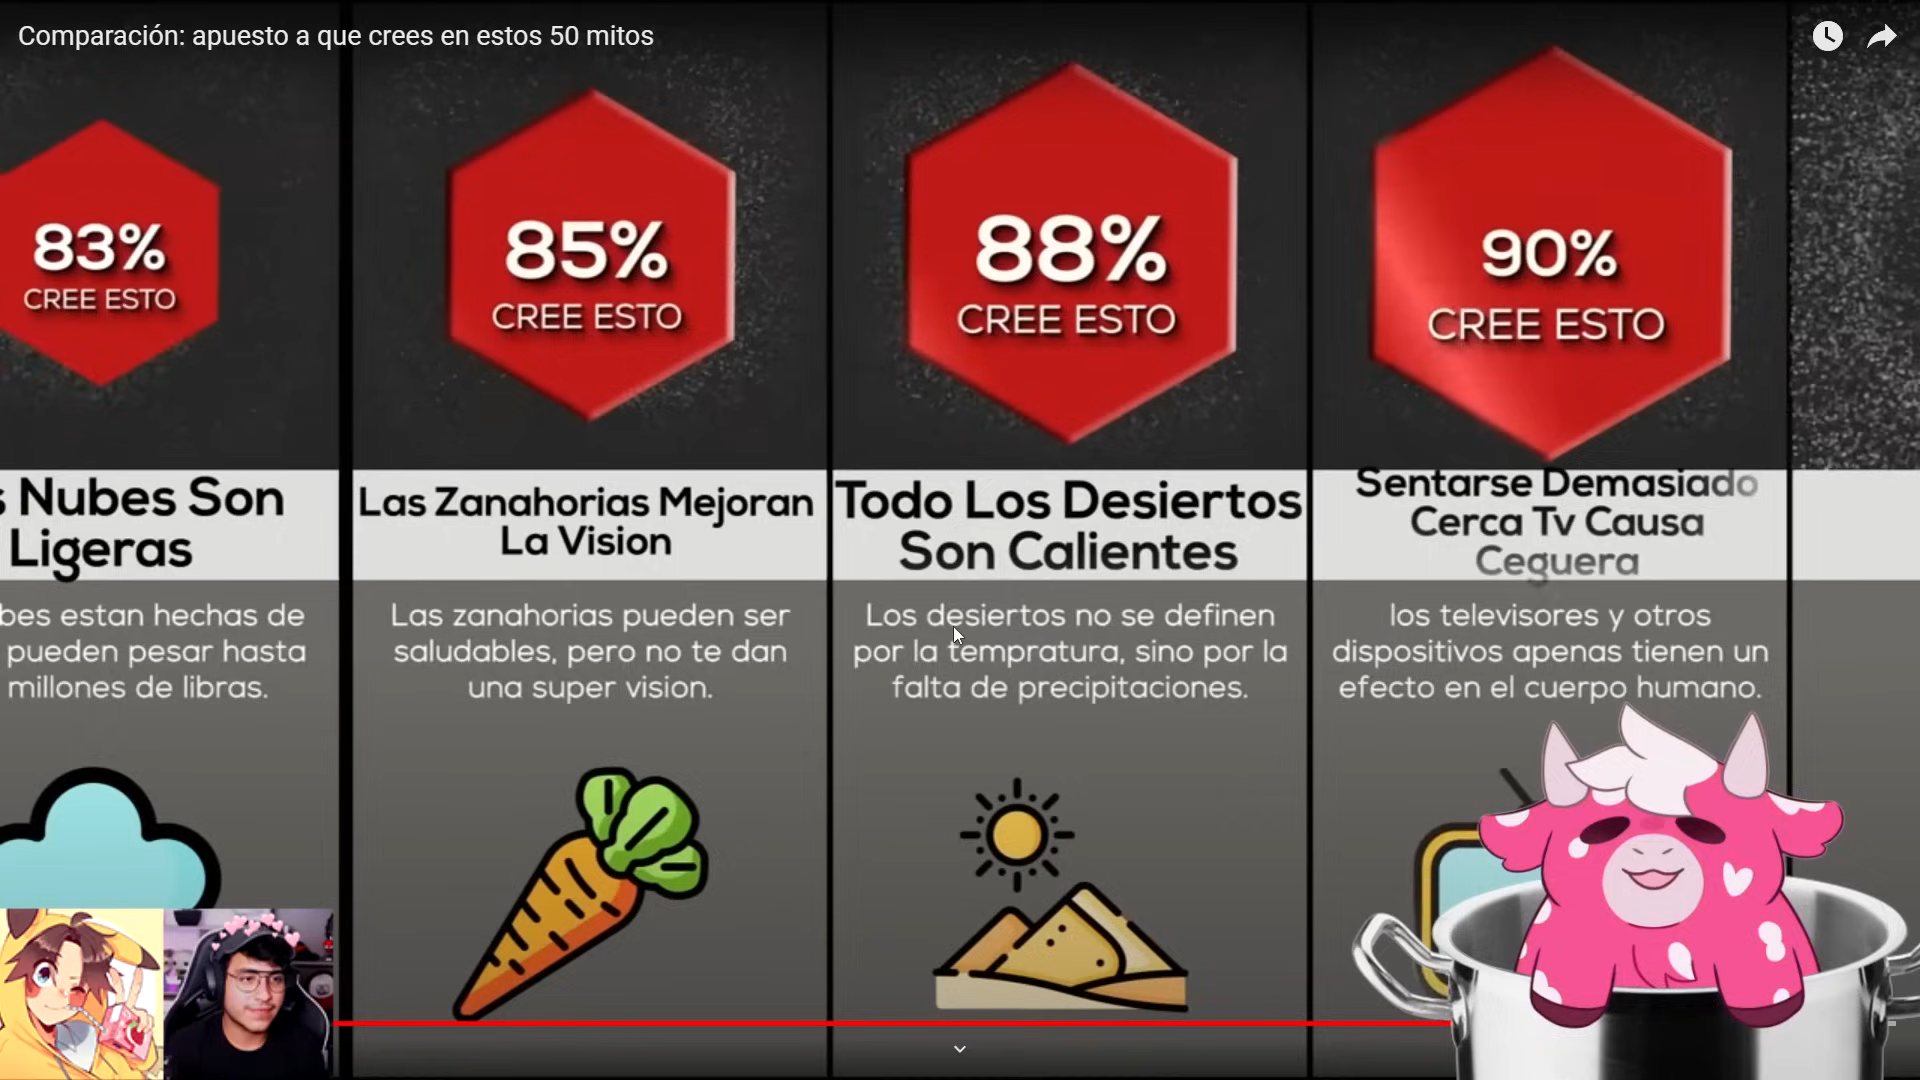 Comparación: apuesto a que crees en estos 50 mitos
83%
CREE ESTO
s Nubes Son
Ligeras
bes estan hechas de
pueden pesar hasta
millones de libras.
85%
CREE ESTO
Las Zanahorias Mejoran
La Vision
Las zanahorias pueden ser
saludables, pero no te dan
una super vision.
88%
CREE ESTO
Todo Los Desiertos
Son Calientes
Los desiertos no se definen
por la tempratura, sino por la
falta de precipitaciones.
90%
CREE ESTO
Sentarse Demasiado
Cerca Tv Causa
Ceguera
los televisores y otros
dispositivos apenas tienen un
efecto en el cuerpo humano.